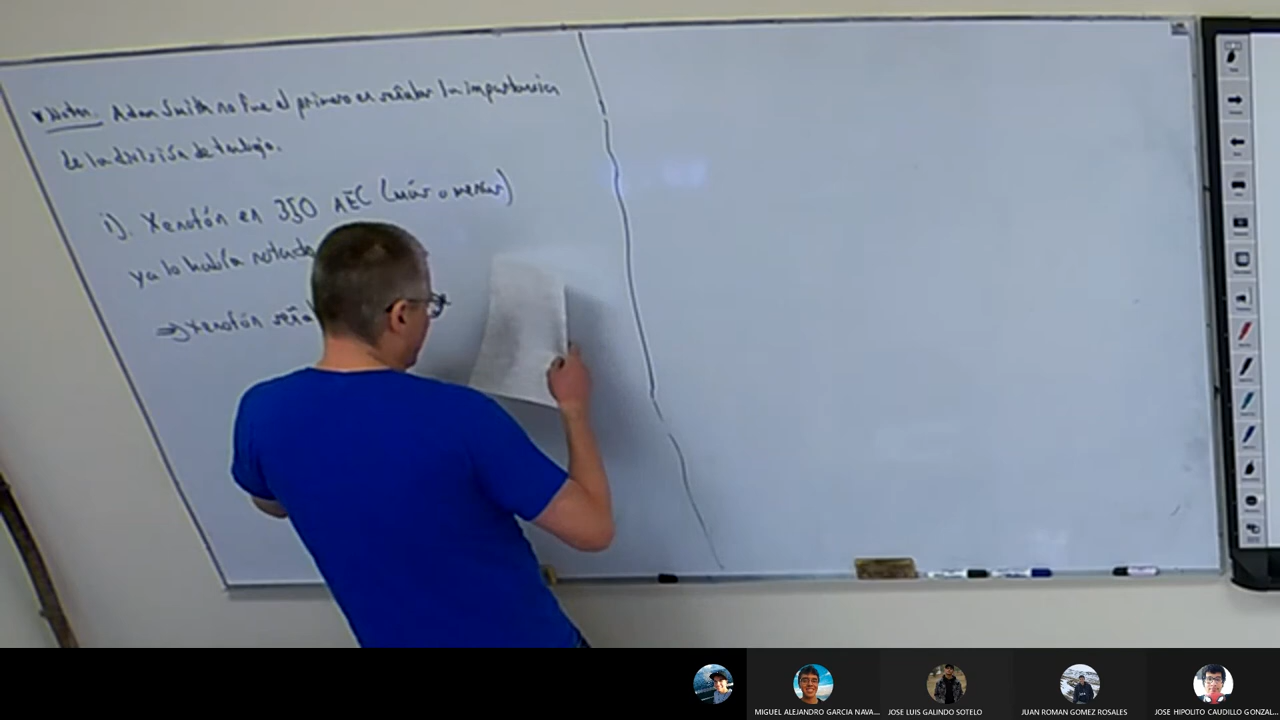 * Nota: Adam Smith no fue el primero en señalar la importancia
de la división de trabajo.
i). Xenofón en 350 AEC (más o menos)
ya lo había notado
⇒ Xenofón seña
MIGUEL ALEJANDRO GARCIA NAVA...
JOSE LUIS GALINDO SOTELO
JUAN ROMAN GOMEZ ROSALES
JOSE HIPOLITO CAUDILLO GONZAL...